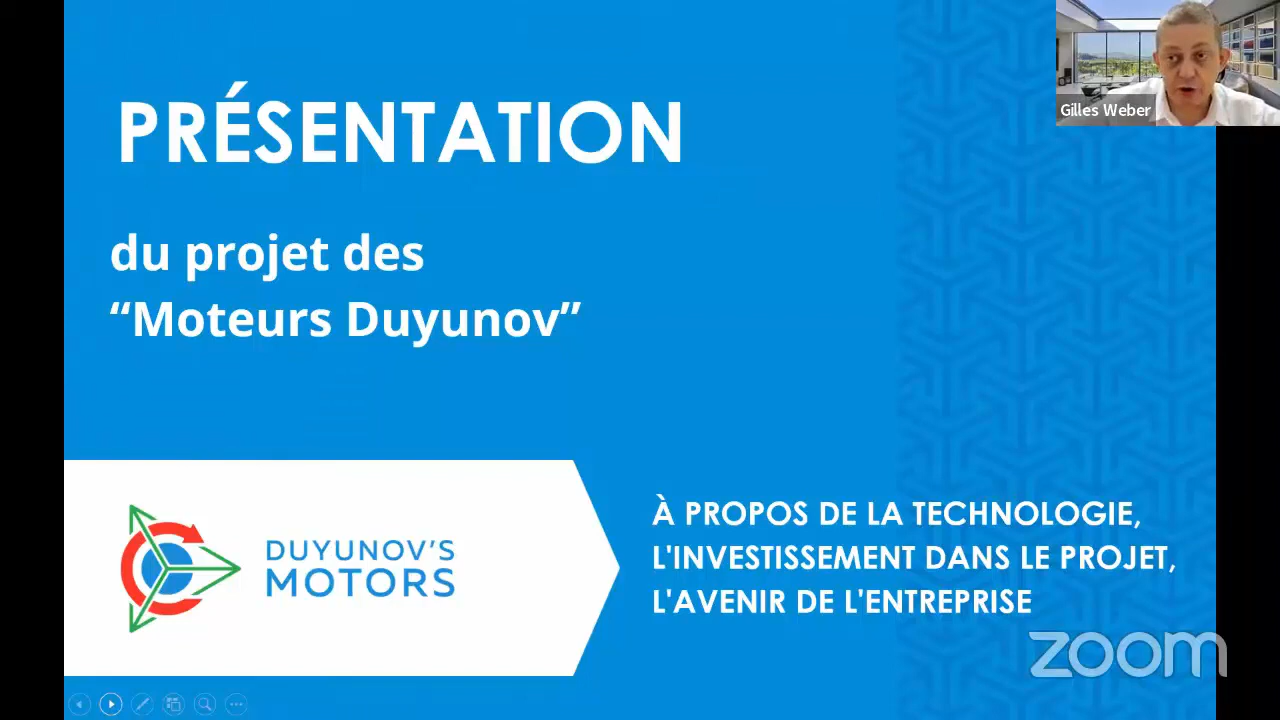 PRÉSENTATION
du projet des
“Moteurs Duyunov”
DUYUNOV'S
MOTORS
À PROPOS DE LA TECHNOLOGIE,
L'INVESTISSEMENT DANS LE PROJET,
L'AVENIR DE L'ENTREPRISE
Gilles Weber
zoom